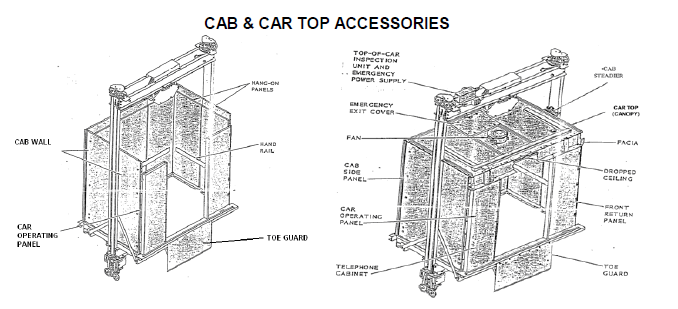 CAB & CAR TOP ACCESSORIES
HANG-ON
PANELS
CAB WALL
HAND
RAIL
CAR
OPERATING
PANEL
TOE GUARD
TOP-OF-CAR
INSPECTION
UNIT AND
EMERGENCY
POWER SUPPLY
CAB
STEADIER
EMERGENCY
EXIT COVER
CAR TOP
(CANOPY)
FAN
FACIA
CAB
SIDE
PANEL
DROPPED
CEILING
CAR
OPERATING
PANEL
FRONT
RETURN
PANEL
TELEPHONE
CABINET
TOE
GUARD